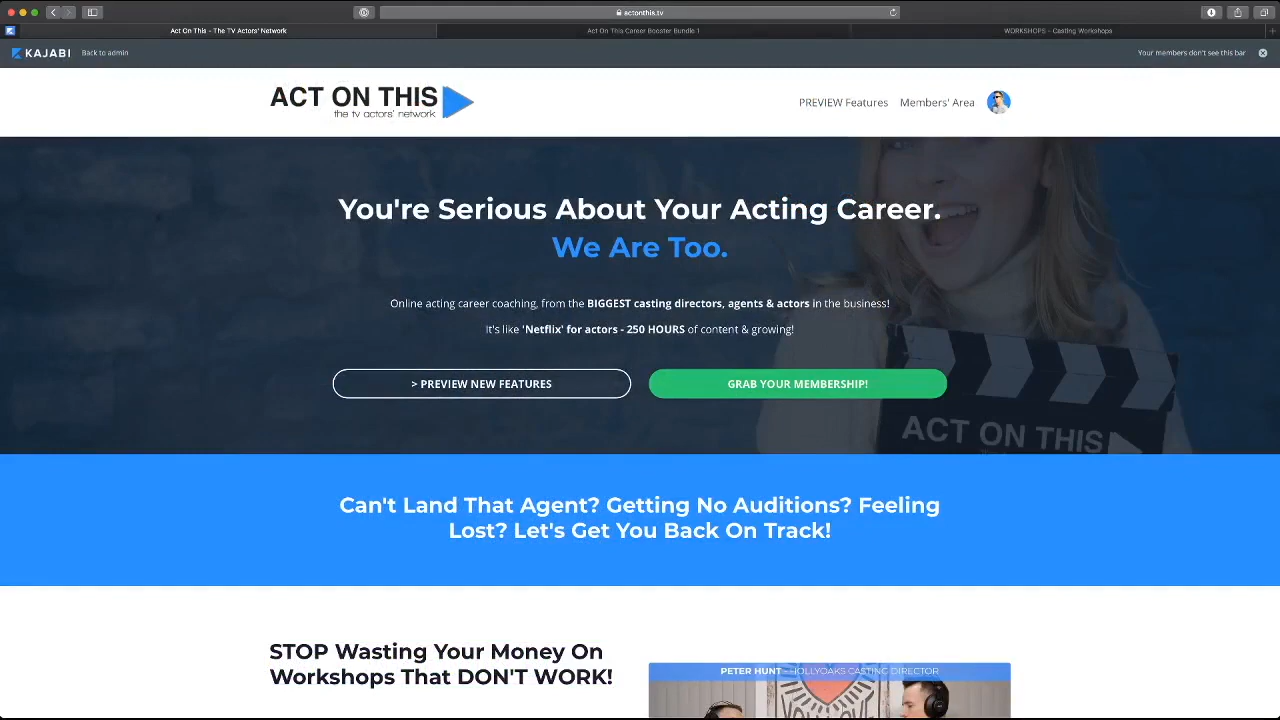 actonthis.tv
Act On This - The TV Actors' Network
Act On This Career Booster Bundle 1
WORKSHOPS - Casting Workshops
KAJABI
Back to admin
Your members don't see this bar
ACT ON THIS
the tv actors' network
PREVIEW Features
Members' Area
You're Serious About Your Acting Career.
We Are Too.
Online acting career coaching, from the BIGGEST casting directors, agents & actors in the business!
It's like 'Netflix' for actors - 250 HOURS of content & growing!
> PREVIEW NEW FEATURES
GRAB YOUR MEMBERSHIP!
ACT ON THIS
Can't Land That Agent? Getting No Auditions? Feeling
Lost? Let's Get You Back On Track!
STOP Wasting Your Money On
Workshops That DON'T WORK!
PETER HUNT - HOLLYOAKS CASTING DIRECTOR